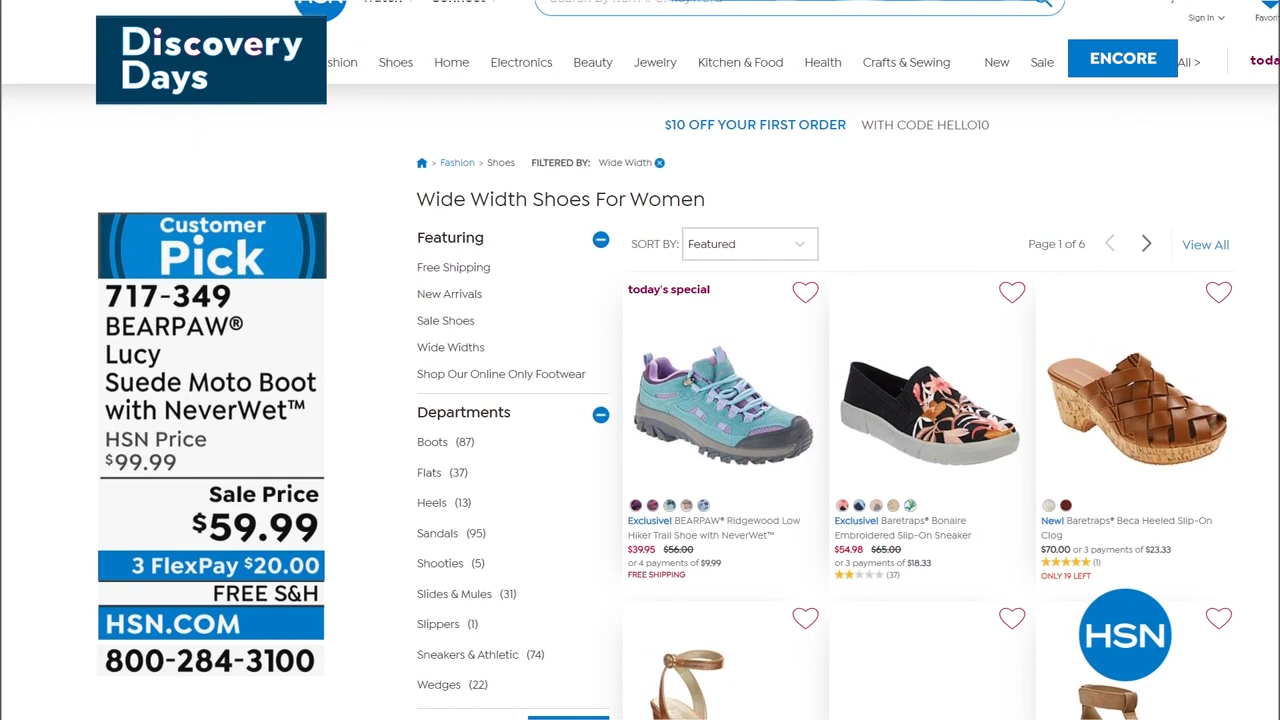 HSN
Discovery
Days
Sign In
Home
Electronics
Beauty
Jewelry
Kitchen & Food
Health
Crafts & Sewing
New
Sale
ENCORE
All >
$10 OFF YOUR FIRST ORDER WITH CODE HELLO10
> Fashion > Shoes FILTERED BY: Wide Width
Wide Width Shoes For Women
Customer
Pick
717-349
BEARPAW®
Lucy
Suede Moto Boot
with NeverWet™
HSN Price
$99.99
Sale Price
$59.99
3 FlexPay $20.00
FREE S&H
HSN.COM
800-284-3100
Featuring
Free Shipping
New Arrivals
Sale Shoes
Wide Widths
Shop Our Online Only Footwear
Departments
Boots (87)
Flats (37)
Heels (13)
Sandals (95)
Shooties (5)
Slides & Mules (31)
Slippers (1)
Sneakers & Athletic (74)
Wedges (22)
SORT BY: Featured
Page 1 of 6
View All
today's special
Exclusive! BEARPAW® Ridgewood Low
Hiker Trail Shoe with NeverWet™
$39.95 $56.00
or 4 payments of $9.99
FREE SHIPPING
Exclusive! Baretraps® Bonaire
Embroidered Slip-On Sneaker
$54.98 $65.00
or 3 payments of $18.33
(37)
New! Baretraps® Beca Heeled Slip-On
Clog
$70.00 or 3 payments of $23.33
(1)
ONLY 19 LEFT
HSN